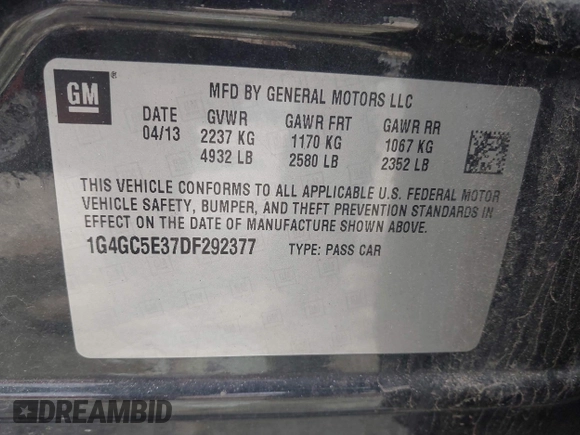 GM ®
MFD BY GENERAL MOTORS LLC
DATE GVWR GAWR FRT GAWR RR
04/13 2237 KG 1170 KG 1067 KG
4932 LB 2580 LB 2352 LB
THIS VEHICLE CONFORMS TO ALL APPLICABLE U.S. FEDERAL MOTOR
VEHICLE SAFETY, BUMPER, AND THEFT PREVENTION STANDARDS IN
EFFECT ON THE DATE OF MANUFACTURE SHOWN ABOVE.
1G4GC5E37DF292377 TYPE: PASS CAR
DREAMBID